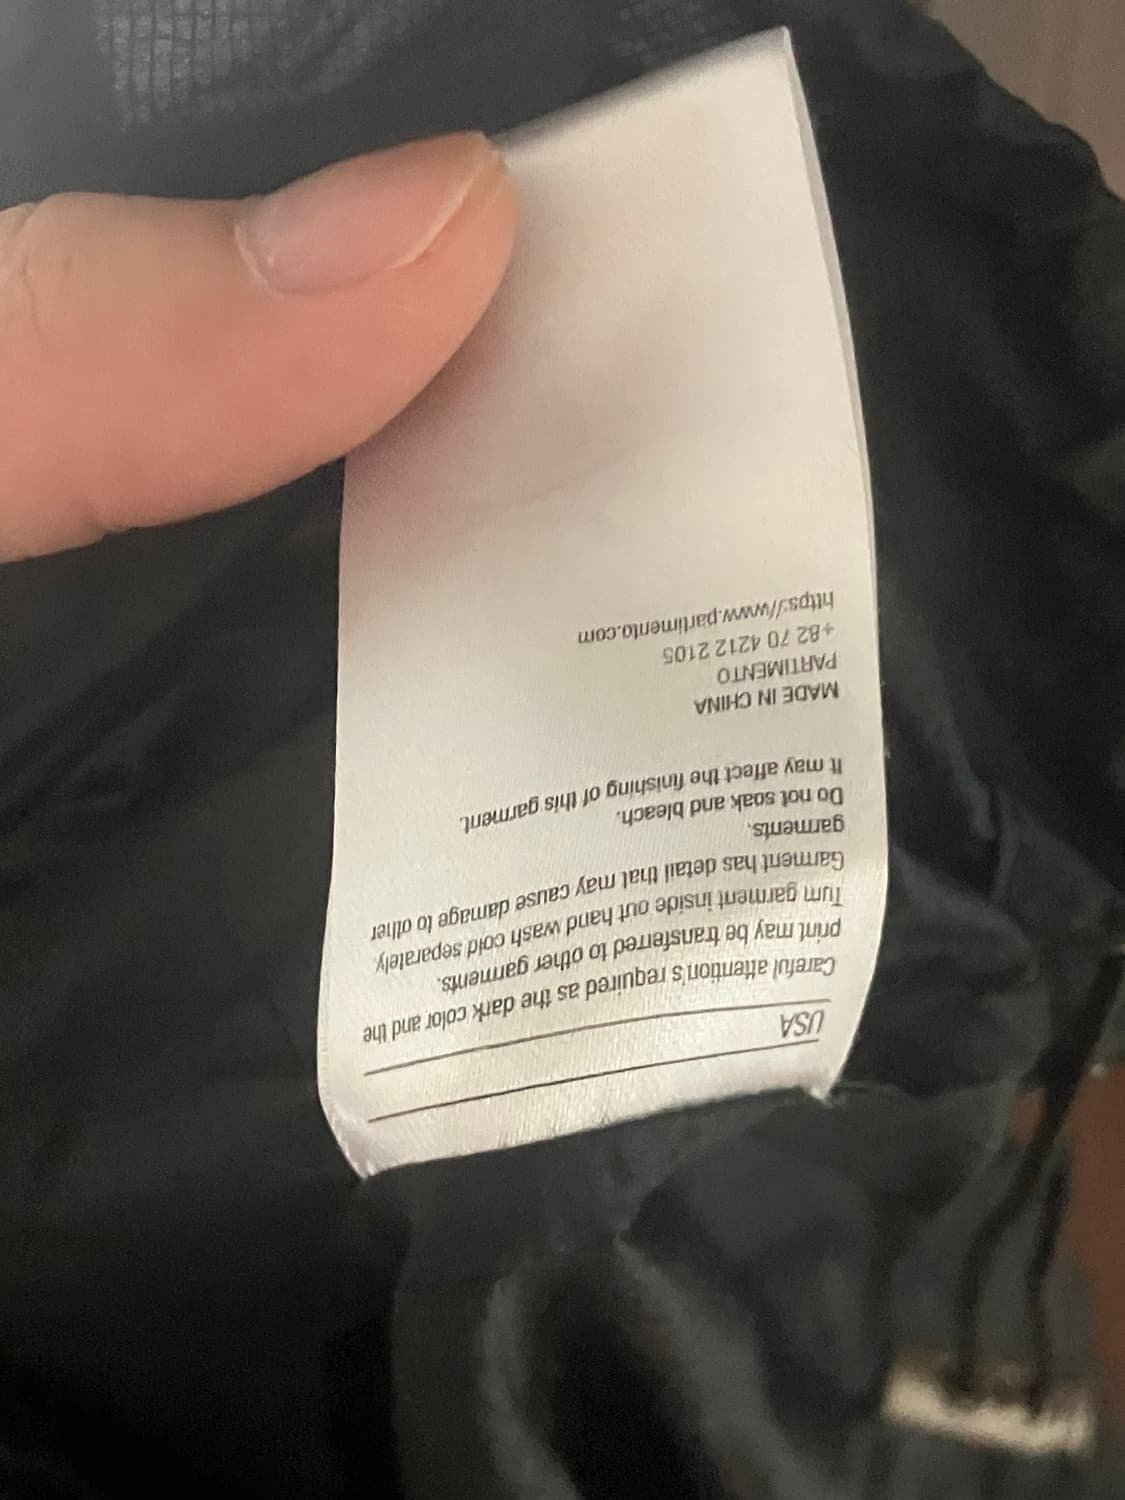 USA
Careful attention's required as the dark color and the
print may be transferred to other garments.
Turn garment inside out hand wash cold separately.
Garment has detail that may cause damage to other
garments.
Do not soak and bleach.
It may affect the finishing of this garment.
MADE IN CHINA
PARTIMENTO
+82 70 4212 2105
https://www.partimento.com